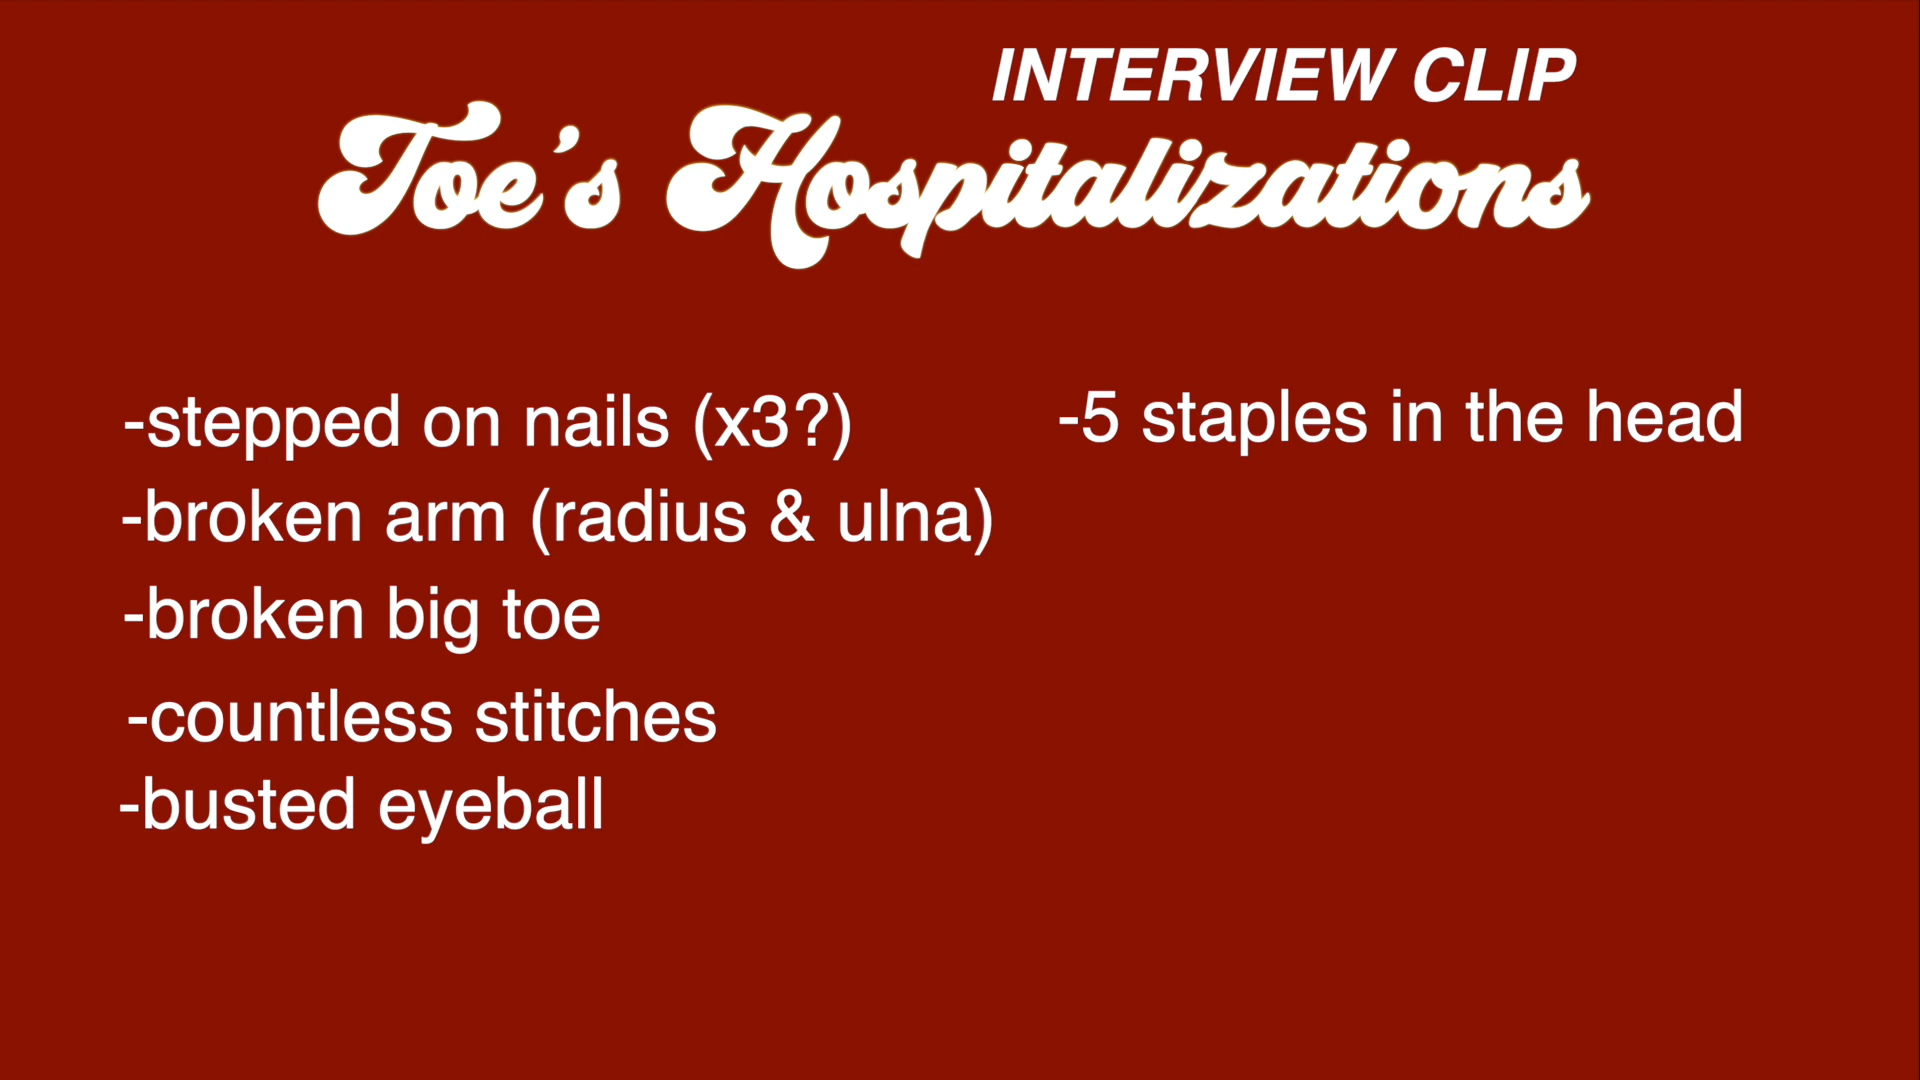 INTERVIEW CLIP
Toe's Hospitalizations
-stepped on nails (x3?)
-broken arm (radius & ulna)
-broken big toe
-countless stitches
-busted eyeball
-5 staples in the head